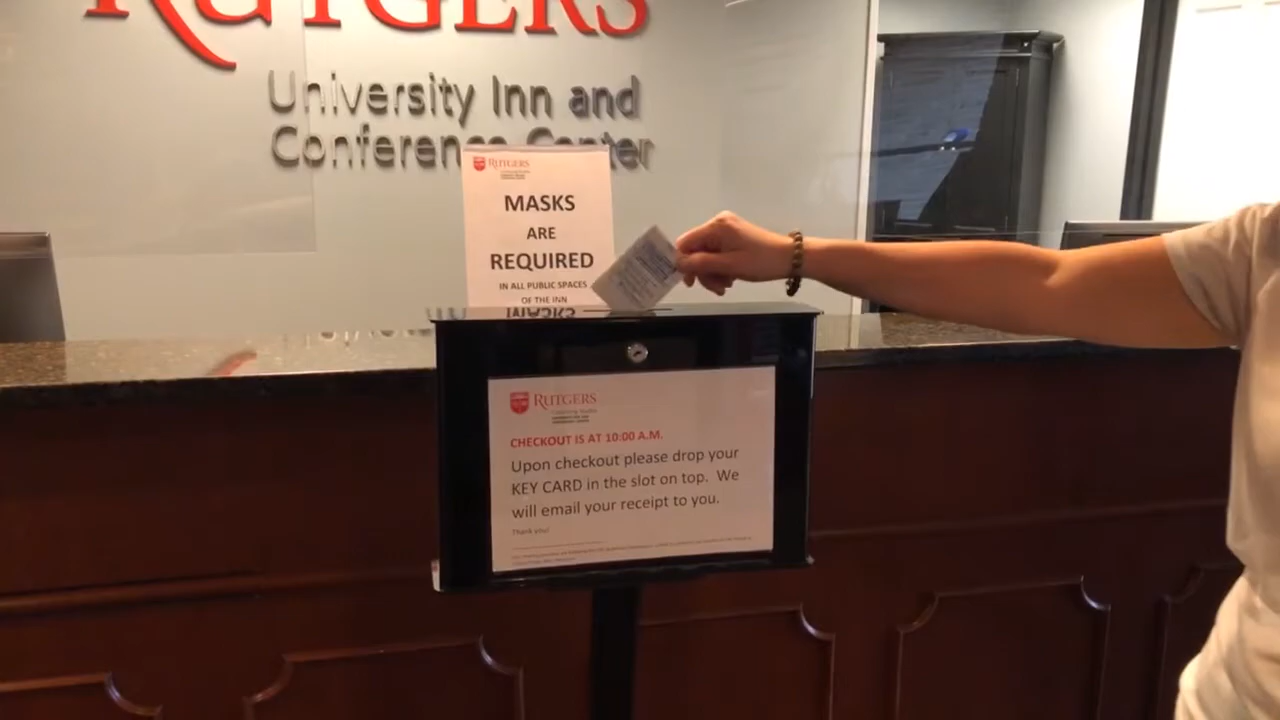 RUTGERS
University Inn and
Conference Center
RUTGERS
MASKS
ARE
REQUIRED
IN ALL PUBLIC SPACES
OF THE INN
MASKS
RUTGERS
CHECKOUT IS AT 10:00 A.M.
Upon checkout please drop your
KEY CARD in the slot on top. We
will email your receipt to you.
Thank you!